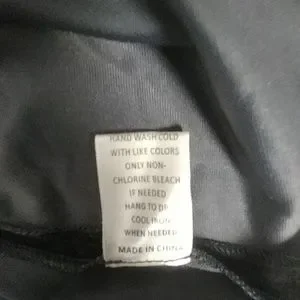 HAND WASH COLD
WITH LIKE COLORS
ONLY NON-
CHLORINE BLEACH
IF NEEDED
HANG TO DRY
COOL IRON
WHEN NEEDED
MADE IN CHINA